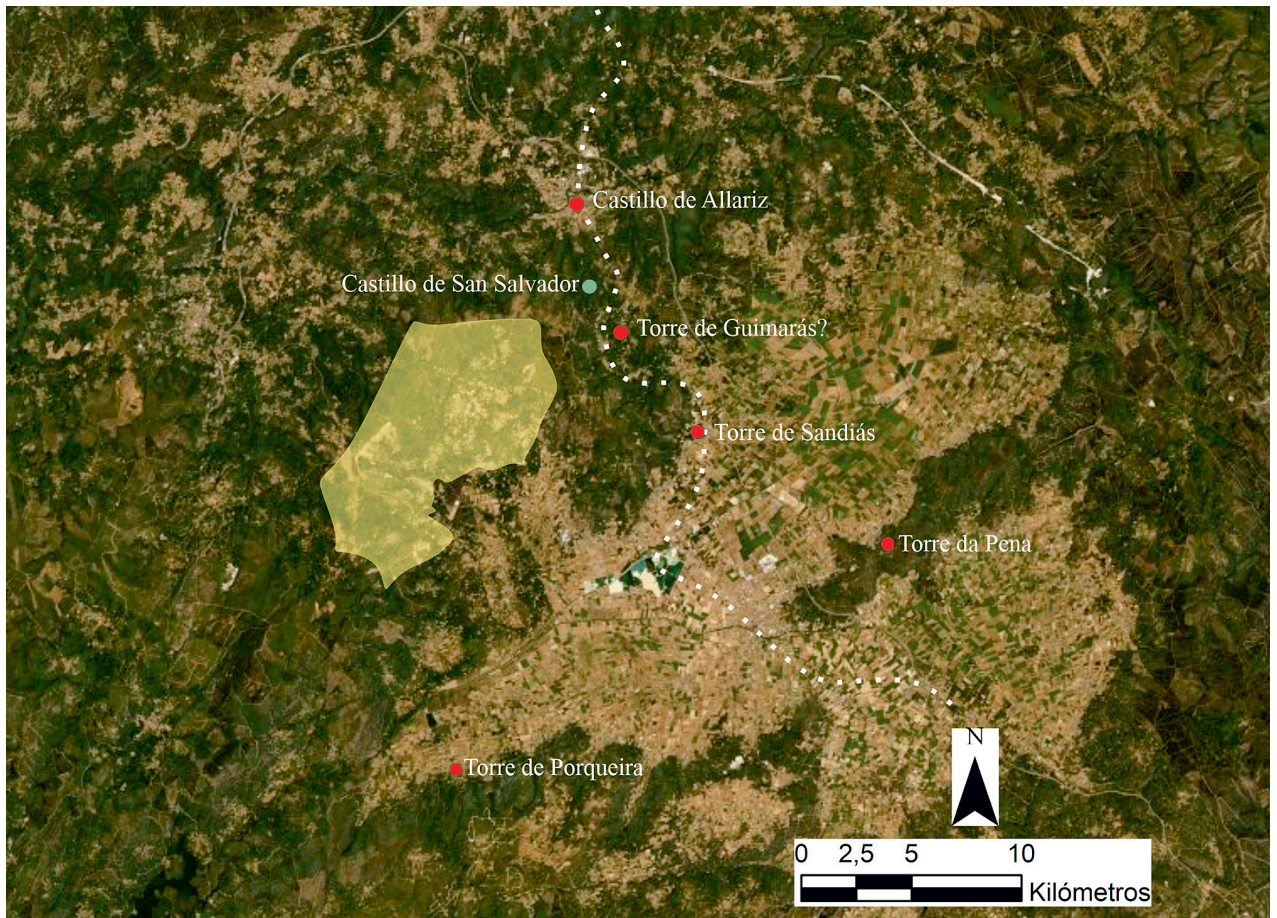 Castillo de Allariz
Castillo de San Salvador
Torre de Guimarás?
Torre de Sandiás
Torre da Pena
N
Torre de Porqueira
0 2,5 5 10
Kilómetros